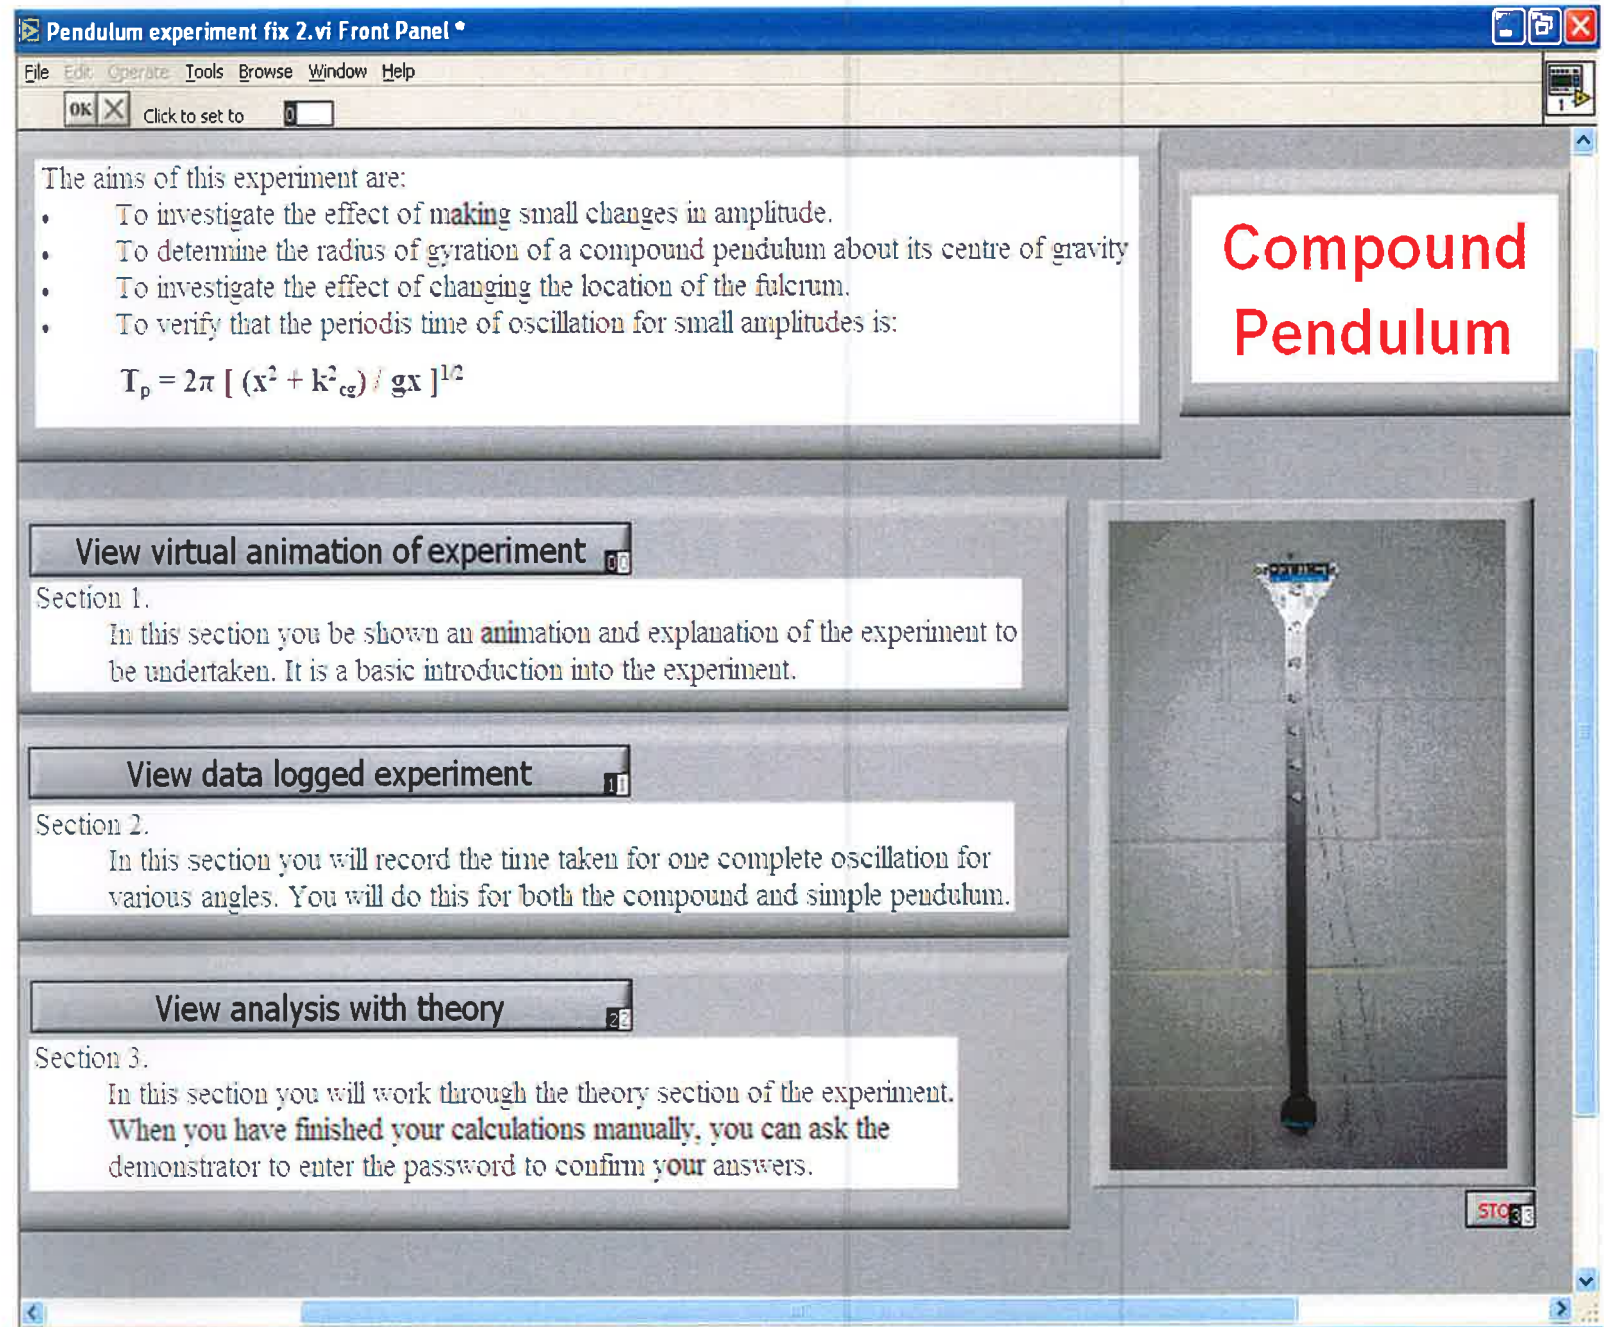 Pendulum experiment fix 2.vi Front Panel *
File Edit Operate Tools Browse Window Help
OK Click to set to 0
1
The aims of this experiment are:
• To investigate the effect of making small changes in amplitude.
• To determine the radius of gyration of a compound pendulum about its centre of gravity
• To investigate the effect of changing the location of the fulcrum.
• To verify that the periodis time of oscillation for small amplitudes is:
Tp = 2π [ (x² + k²cg) / gx ]^1/2
Compound
Pendulum
View virtual animation of experiment 0 0
Section 1.
In this section you be shown an animation and explanation of the experiment to
be undertaken. It is a basic introduction into the experiment.
View data logged experiment 1 1
Section 2.
In this section you will record the time taken for one complete oscillation for
various angles. You will do this for both the compound and simple pendulum.
View analysis with theory 2 2
Section 3.
In this section you will work through the theory section of the experiment.
When you have finished your calculations manually, you can ask the
demonstrator to enter the password to confirm your answers.
STO 3 3